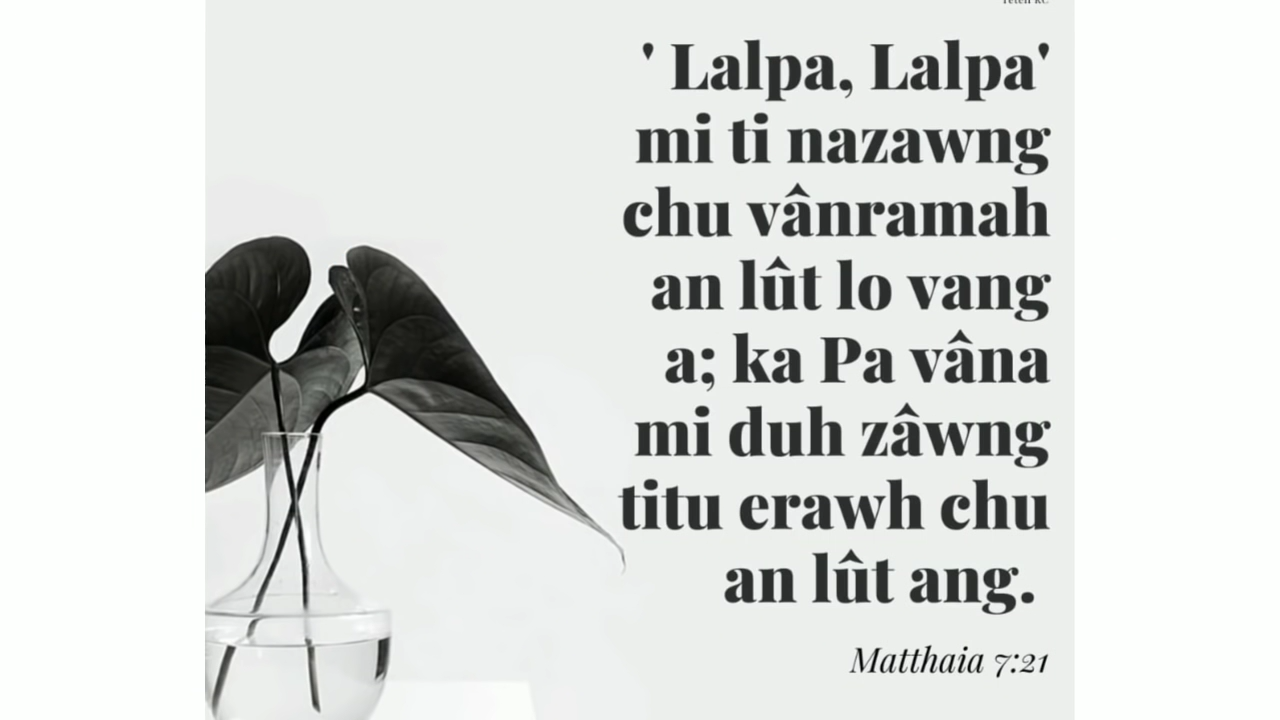 ' Lalpa, Lalpa'
mi ti nazawng
chu vânramah
an lût lo vang
a; ka Pa vâna
mi duh zâwng
titu erawh chu
an lût ang.
Matthaia 7:21